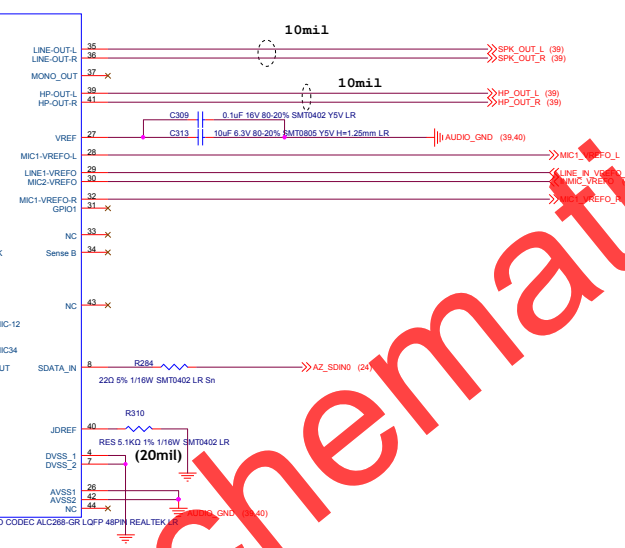 10mil
LINE-OUT-L 35 SPK_OUT_L (39)
LINE-OUT-R 36 SPK_OUT_R (39)
MONO_OUT 37
10mil
HP-OUT-L 39 HP_OUT_L (39)
HP-OUT-R 41 HP_OUT_R (39)
C309 0.1uF 16V 80-20% SMT0402 Y5V LR
VREF 27 C313 10uF 6.3V 80-20% SMT0805 Y5V H=1.25mm LR AUDIO_GND (39,40)
MIC1-VREFO-L 28 MIC1_VREFO_L
LINE1-VREFO 29 LINE_IN_VREFO
MIC2-VREFO 30 INMIC_VREFO
MIC1-VREFO-R 32 MIC1_VREFO_R
GPIO1 31
NC 33
Sense B 34
NC 43
IC-12
IC34
UT SDATA_IN 8 R284 AZ_SDIN0 (24)
22Ω 5% 1/16W SMT0402 LR Sn
R310
JDREF 40
RES 5.1KΩ 1% 1/16W SMT0402 LR
DVSS_1 4 (20mil)
DVSS_2 7
AVSS1 26
AVSS2 42
NC 44 AUDIO_GND (39,40)
O CODEC ALC268-GR LQFP 48PIN REALTEK LR
chemati